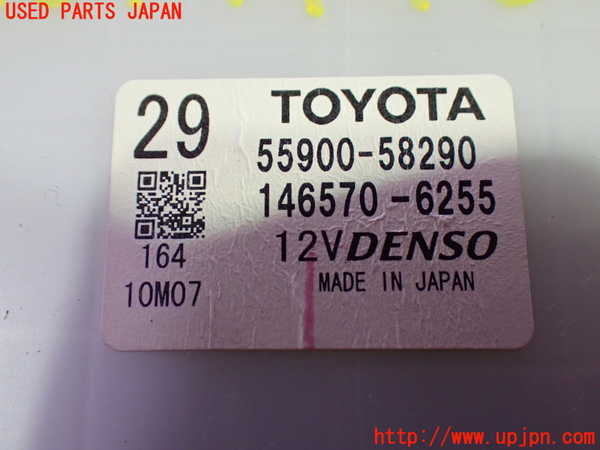 USED PARTS JAPAN
29
TOYOTA
55900-58290
146570-6255
12V DENSO
164
10M07
MADE IN JAPAN
http://www.upjpn.com/